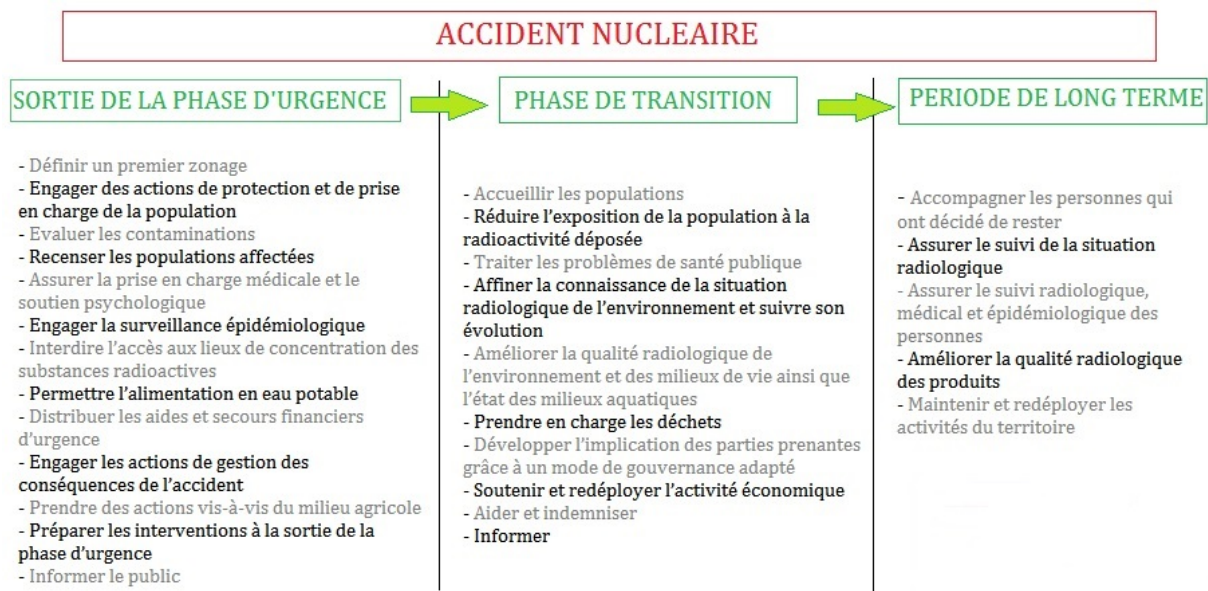 ACCIDENT NUCLEAIRE
SORTIE DE LA PHASE D'URGENCE
- Définir un premier zonage
- Engager des actions de protection et de prise
en charge de la population
- Evaluer les contaminations
- Recenser les populations affectées
- Assurer la prise en charge médicale et le
soutien psychologique
- Engager la surveillance épidémiologique
- Interdire l'accès aux lieux de concentration des
substances radioactives
- Permettre l'alimentation en eau potable
- Distribuer les aides et secours financiers
d'urgence
- Engager les actions de gestion des
conséquences de l'accident
- Prendre des actions vis-à-vis du milieu agricole
- Préparer les interventions à la sortie de la
phase d'urgence
- Informer le public
PHASE DE TRANSITION
- Accueillir les populations
- Réduire l'exposition de la population à la
radioactivité déposée
- Traiter les problèmes de santé publique
- Affiner la connaissance de la situation
radiologique de l'environnement et suivre son
évolution
- Améliorer la qualité radiologique de
l'environnement et des milieux de vie ainsi que
l'état des milieux aquatiques
- Prendre en charge les déchets
- Développer l'implication des parties prenantes
grâce à un mode de gouvernance adapté
- Soutenir et redéployer l'activité économique
- Aider et indemniser
- Informer
PERIODE DE LONG TERME
- Accompagner les personnes qui
ont décidé de rester
- Assurer le suivi de la situation
radiologique
- Assurer le suivi radiologique,
médical et épidémiologique des
personnes
- Améliorer la qualité radiologique
des produits
- Maintenir et redéployer les
activités du territoire